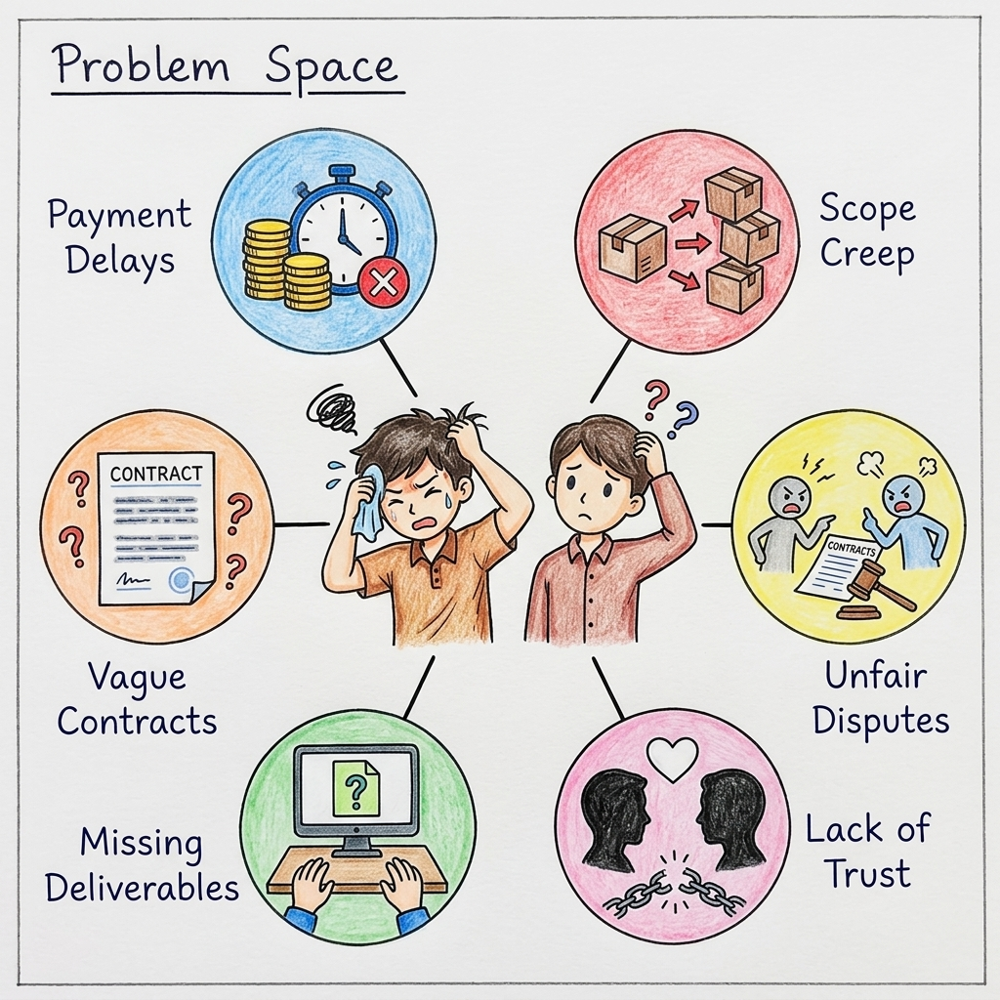 Problem Space
Payment
Delays
Scope
Creep
CONTRACT
? ? ? ?
? ?
CONTRACTS
Vague
Contracts
Unfair
Disputes
?
Missing
Deliverables
Lack of
Trust